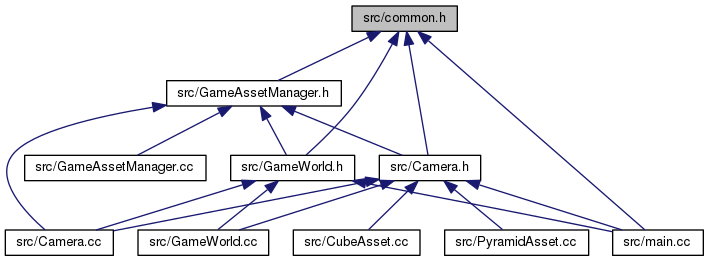 src/common.h
src/GameAssetManager.h
src/GameAssetManager.cc
src/GameWorld.h
src/Camera.h
src/Camera.cc
src/GameWorld.cc
src/CubeAsset.cc
src/PyramidAsset.cc
src/main.cc